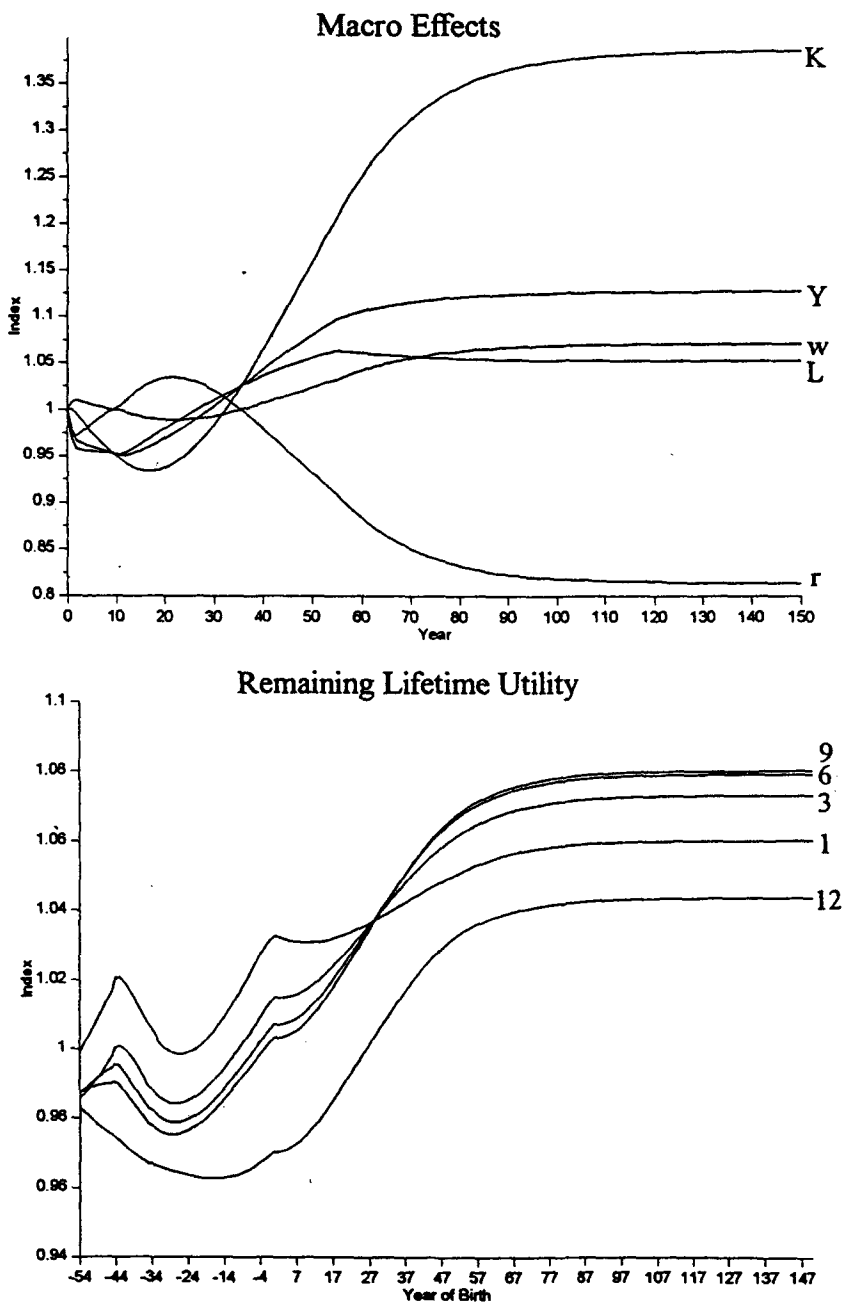 Macro Effects
1.35
1.3
1.25
1.2
1.15
1.1
1.05
1
0.95
0.9
0.85
0.8
Index
K
Y
w
L
r
0 10 20 30 40 50 60 70 80 90 100 110 120 130 140 150
Year
Remaining Lifetime Utility
1.1
1.08
1.06
1.04
1.02
1
0.98
0.96
0.94
Index
9
6
3
1
12
-54 -44 -34 -24 -14 -4 7 17 27 37 47 57 67 77 87 97 107 117 127 137 147
Year of Birth